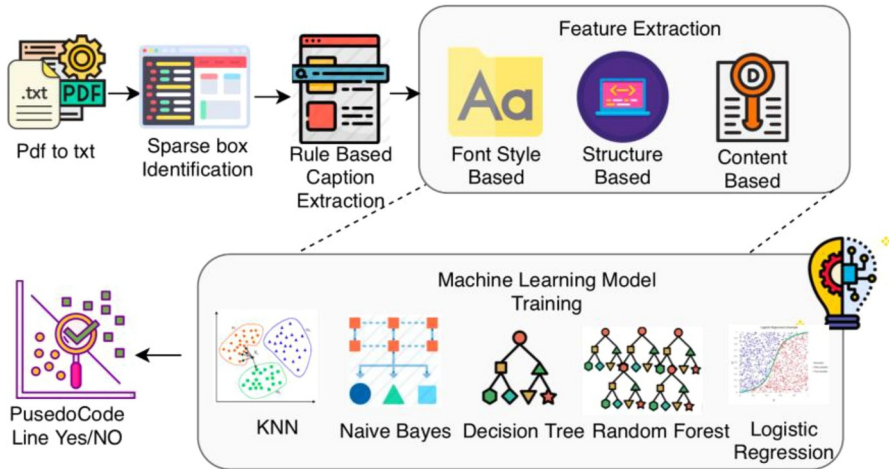 .txt
PDF
Pdf to txt
Sparse box
Identification
Rule Based
Caption
Extraction
Feature Extraction
Aa
Font Style
Based
Structure
Based
D
Content
Based
Machine Learning Model
Training
KNN
Naive Bayes
Decision Tree
Random Forest
Logistic
Regression
PusedoCode
Line Yes/NO